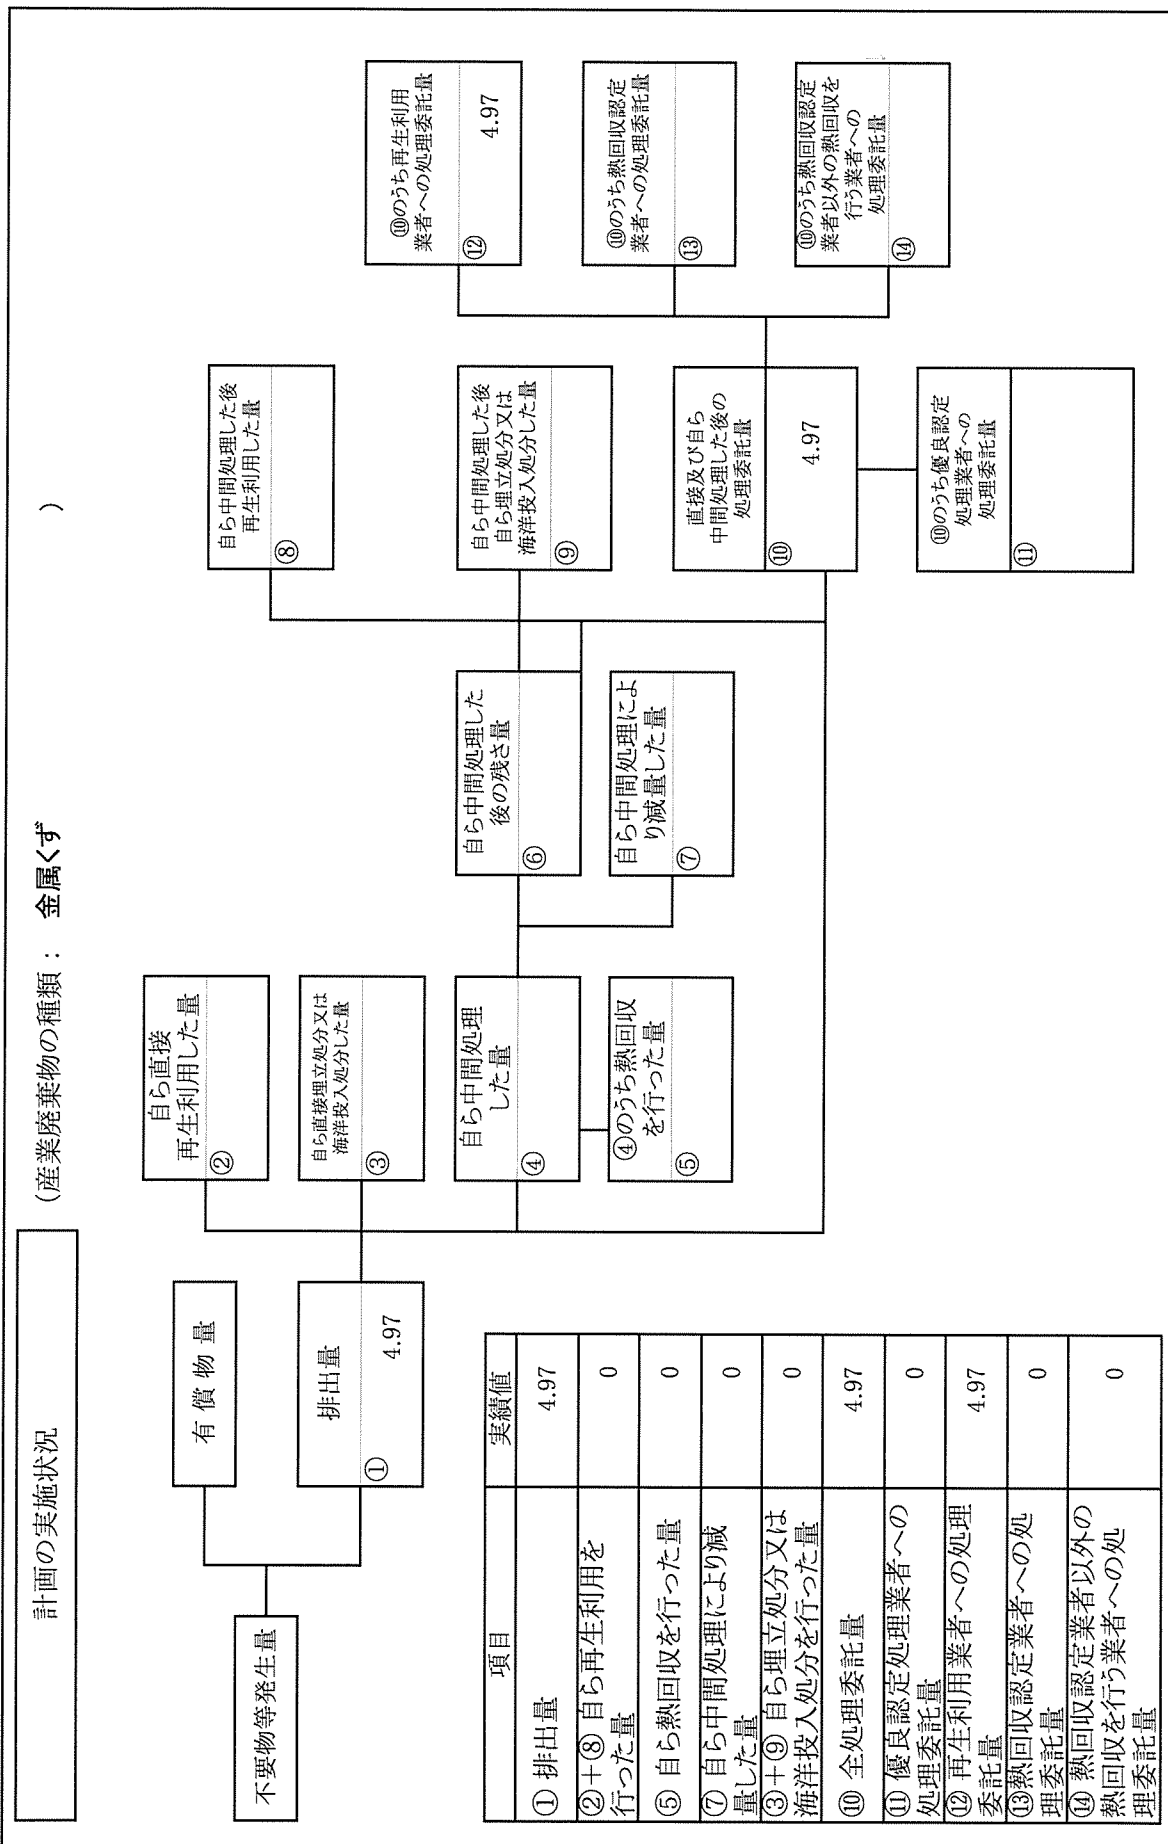 計画の実施状況
(産業廃棄物の種類： 金属くず )
不要物等発生量
有 償 物 量
排出量
① 4.97
自ら直接
再生利用した量
②
自ら直接埋立処分又は
海洋投入処分した量
③
自ら中間処理
した量
④
④のうち熱回収
を行った量
⑤
自ら中間処理した
後の残さ量
⑥
自ら中間処理によ
り減量した量
⑦
自ら中間処理した後
再生利用した量
⑧
自ら中間処理した後
自ら埋立処分又は
海洋投入処分した量
⑨
直接及び自ら
中間処理した後の
処理委託量
⑩ 4.97
⑩のうち優良認定
処理業者への
処理委託量
⑪
⑩のうち再生利用
業者への処理委託量
⑫ 4.97
⑩のうち熱回収認定
業者への処理委託量
⑬
⑩のうち熱回収認定
業者以外の熱回収を
行う業者への
処理委託量
⑭
項目 実績値
① 排出量 4.97
②＋⑧ 自ら再生利用を
行った量 0
⑤ 自ら熱回収を行った量 0
⑦ 自ら中間処理により減
量した量 0
③＋⑨ 自ら埋立処分又は
海洋投入処分を行った量 0
⑩ 全処理委託量 4.97
⑪ 優良認定処理業者への
処理委託量 0
⑫ 再生利用業者への処理
委託量 4.97
⑬熱回収認定業者への処
理委託量 0
⑭ 熱回収認定業者以外の
熱回収を行う業者への処
理委託量 0